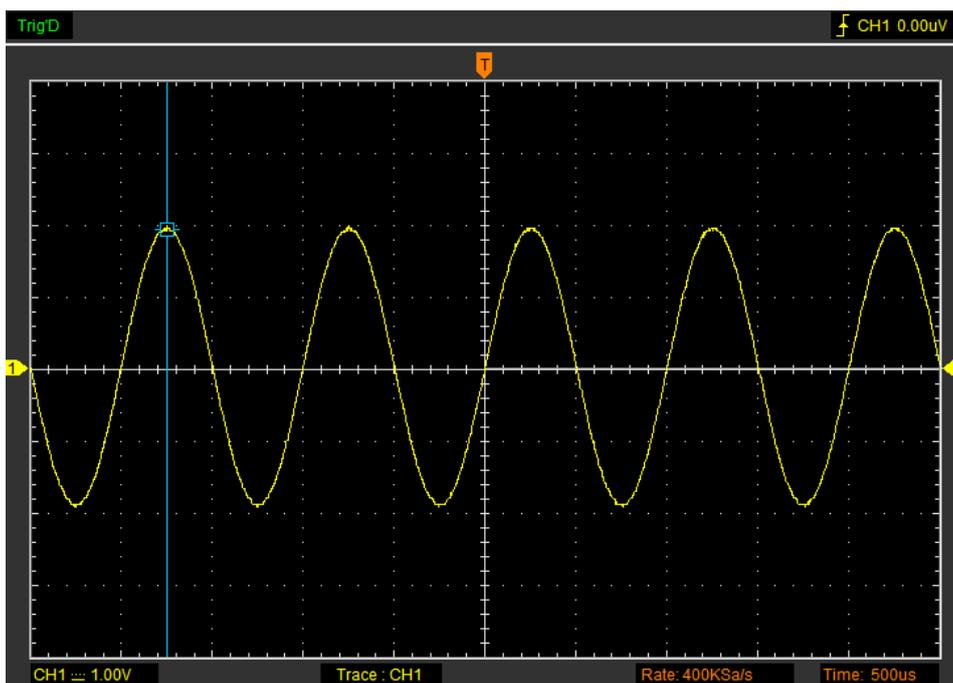 Trig'D
CH1 0.00uV
T
1
CH1 1.00V
Trace : CH1
Rate: 400KSa/s
Time: 500us